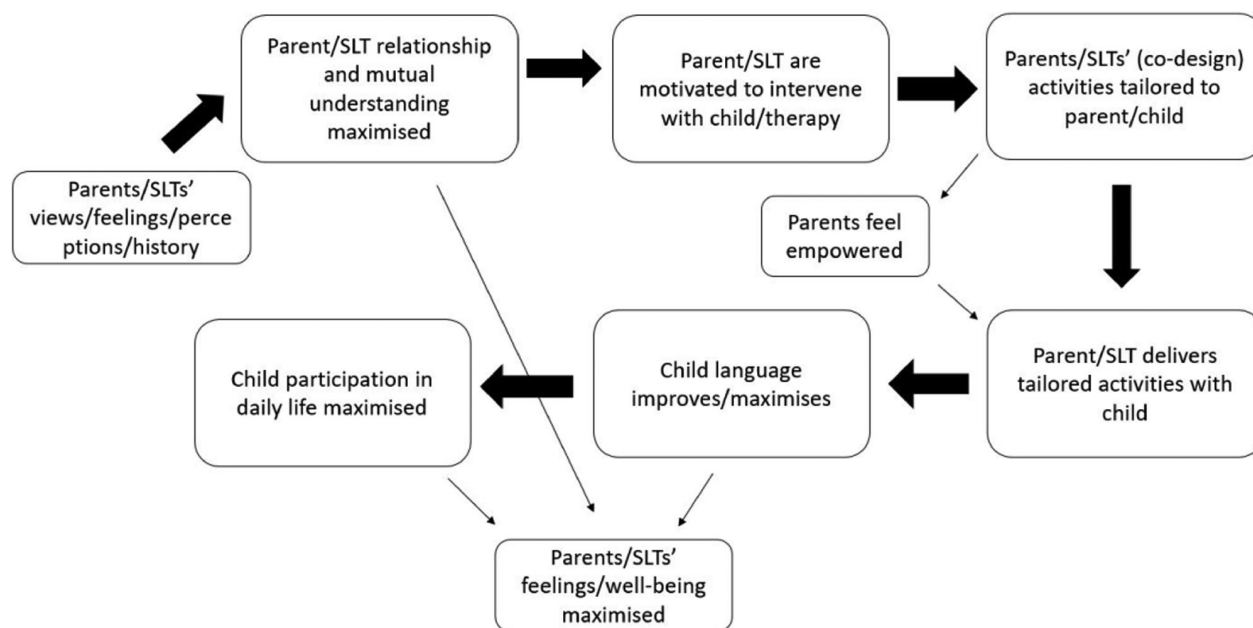 Parent/SLT relationship
and mutual
understanding
maximised
Parent/SLT are
motivated to intervene
with child/therapy
Parents/SLTs’ (co-design)
activities tailored to
parent/child
Parents/SLTs’
views/feelings/perce
ptions/history
Parents feel
empowered
Child participation in
daily life maximised
Child language
improves/maximises
Parent/SLT delivers
tailored activities with
child
Parents/SLTs’
feelings/well-being
maximised